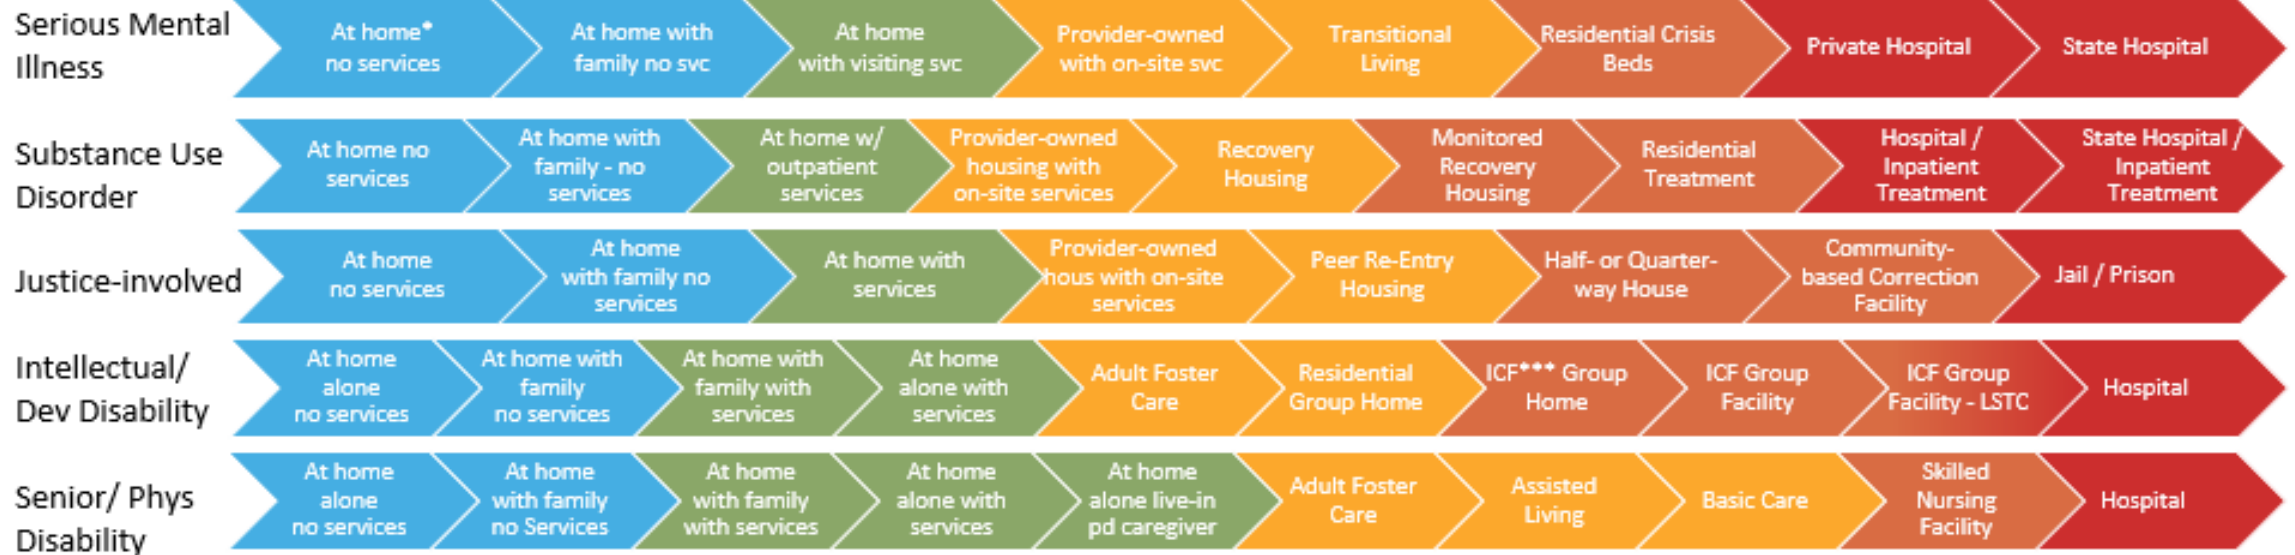 Serious Mental
Illness
At home*
no services
At home with
family no svc
At home
with visiting svc
Provider-owned
with on-site svc
Transitional
Living
Residential Crisis
Beds
Private Hospital
State Hospital
Substance Use
Disorder
At home no
services
At home with
family - no
services
At home w/
outpatient
services
Provider-owned
housing with
on-site services
Recovery
Housing
Monitored
Recovery
Housing
Residential
Treatment
Hospital /
Inpatient
Treatment
State Hospital /
Inpatient
Treatment
Justice-involved
At home
no services
At home
with family no
services
At home with
services
Provider-owned
hous with on-site
services
Peer Re-Entry
Housing
Half- or Quarter-
way House
Community-
based Correction
Facility
Jail / Prison
Intellectual/
Dev Disability
At home
alone
no services
At home with
family
no services
At home with
family with
services
At home
alone with
services
Adult Foster
Care
Residential
Group Home
ICF*** Group
Home
ICF Group
Facility
ICF Group
Facility - LSTC
Hospital
Senior/ Phys
Disability
At home
alone
no services
At home
with family
no Services
At home
with family
with services
At home
alone with
services
At home
alone live-in
pd caregiver
Adult Foster
Care
Assisted
Living
Basic Care
Skilled
Nursing
Facility
Hospital